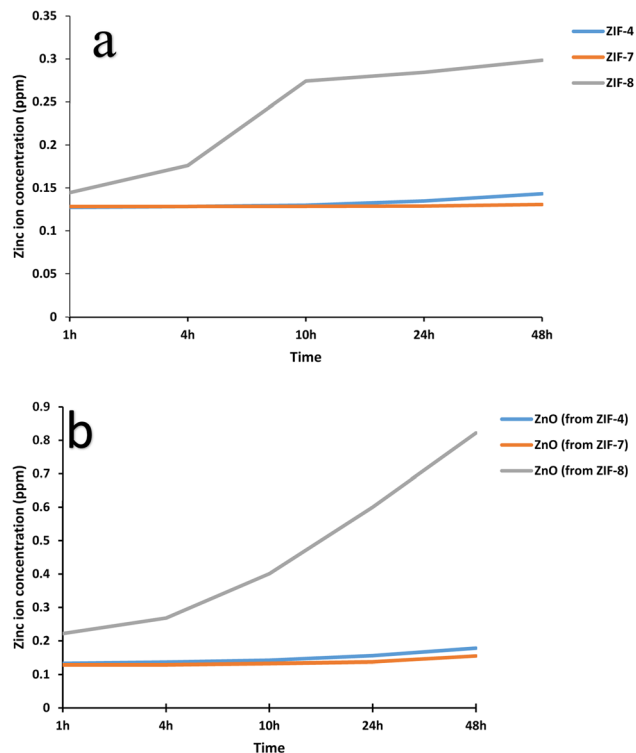 a
ZIF-4
ZIF-7
ZIF-8
Zinc ion concentration (ppm)
0.35
0.3
0.25
0.2
0.15
0.1
0.05
0
1h 4h 10h 24h 48h
Time
b
ZnO (from ZIF-4)
ZnO (from ZIF-7)
ZnO (from ZIF-8)
Zinc ion concentration (ppm)
0.9
0.8
0.7
0.6
0.5
0.4
0.3
0.2
0.1
0
1h 4h 10h 24h 48h
Time